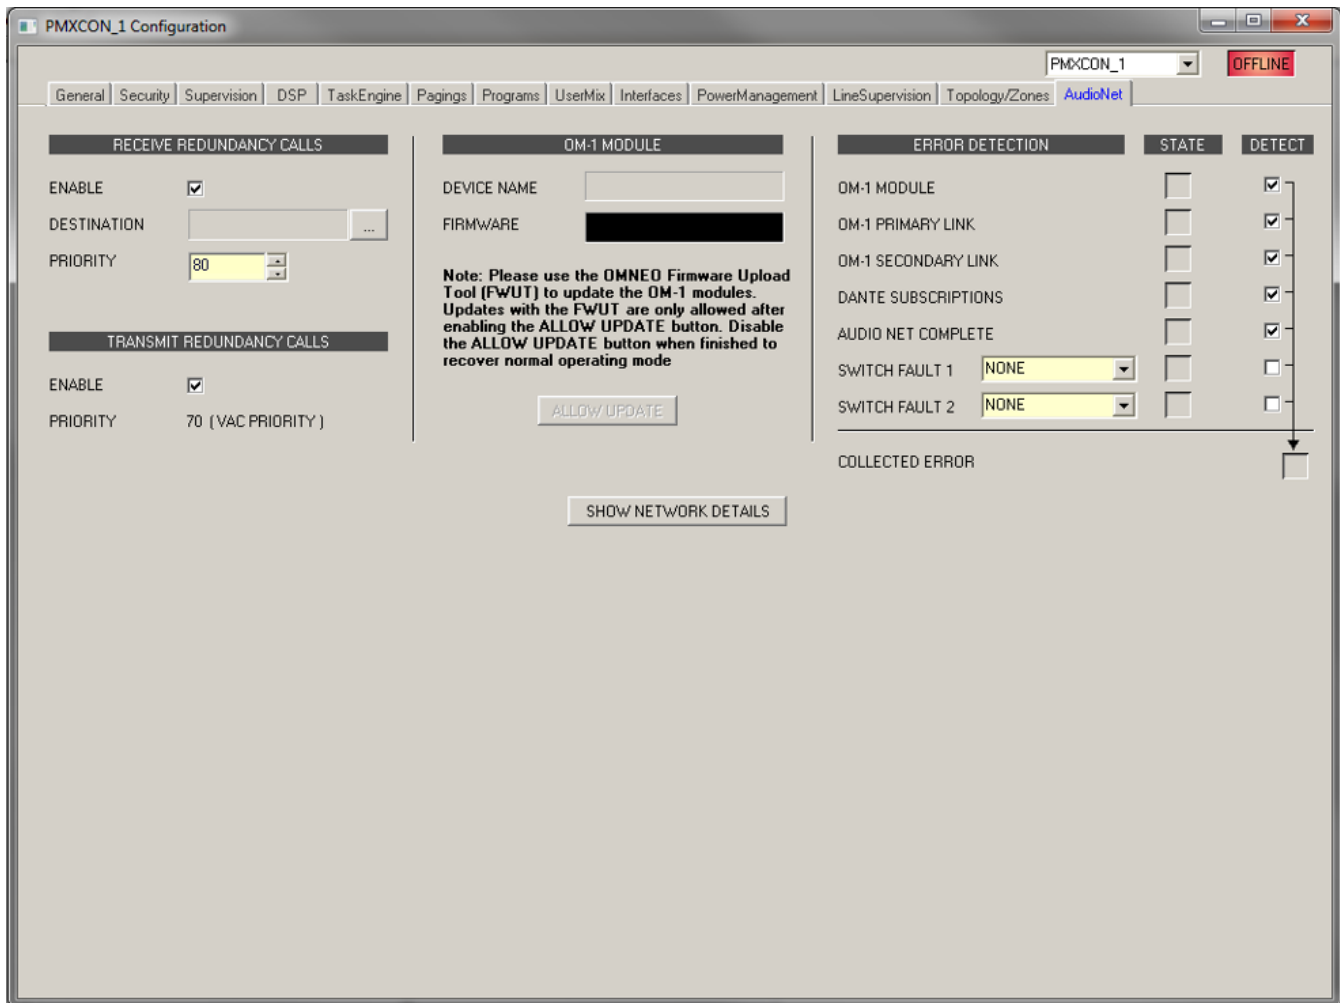 PMXCON_1 Configuration
PMXCON_1
OFFLINE
General Security Supervision DSP TaskEngine Pagings Programs UserMix Interfaces PowerManagement LineSupervision Topology/Zones AudioNet
RECEIVE REDUNDANCY CALLS
ENABLE
DESTINATION
...
PRIORITY
80
TRANSMIT REDUNDANCY CALLS
ENABLE
PRIORITY
70 ( VAC PRIORITY )
OM-1 MODULE
DEVICE NAME
FIRMWARE
Note: Please use the OMNEO Firmware Upload
Tool (FWUT) to update the OM-1 modules.
Updates with the FWUT are only allowed after
enabling the ALLOW UPDATE button. Disable
the ALLOW UPDATE button when finished to
recover normal operating mode
ALLOW UPDATE
SHOW NETWORK DETAILS
ERROR DETECTION
STATE
DETECT
OM-1 MODULE
OM-1 PRIMARY LINK
OM-1 SECONDARY LINK
DANTE SUBSCRIPTIONS
AUDIO NET COMPLETE
SWITCH FAULT 1
NONE
SWITCH FAULT 2
NONE
COLLECTED ERROR